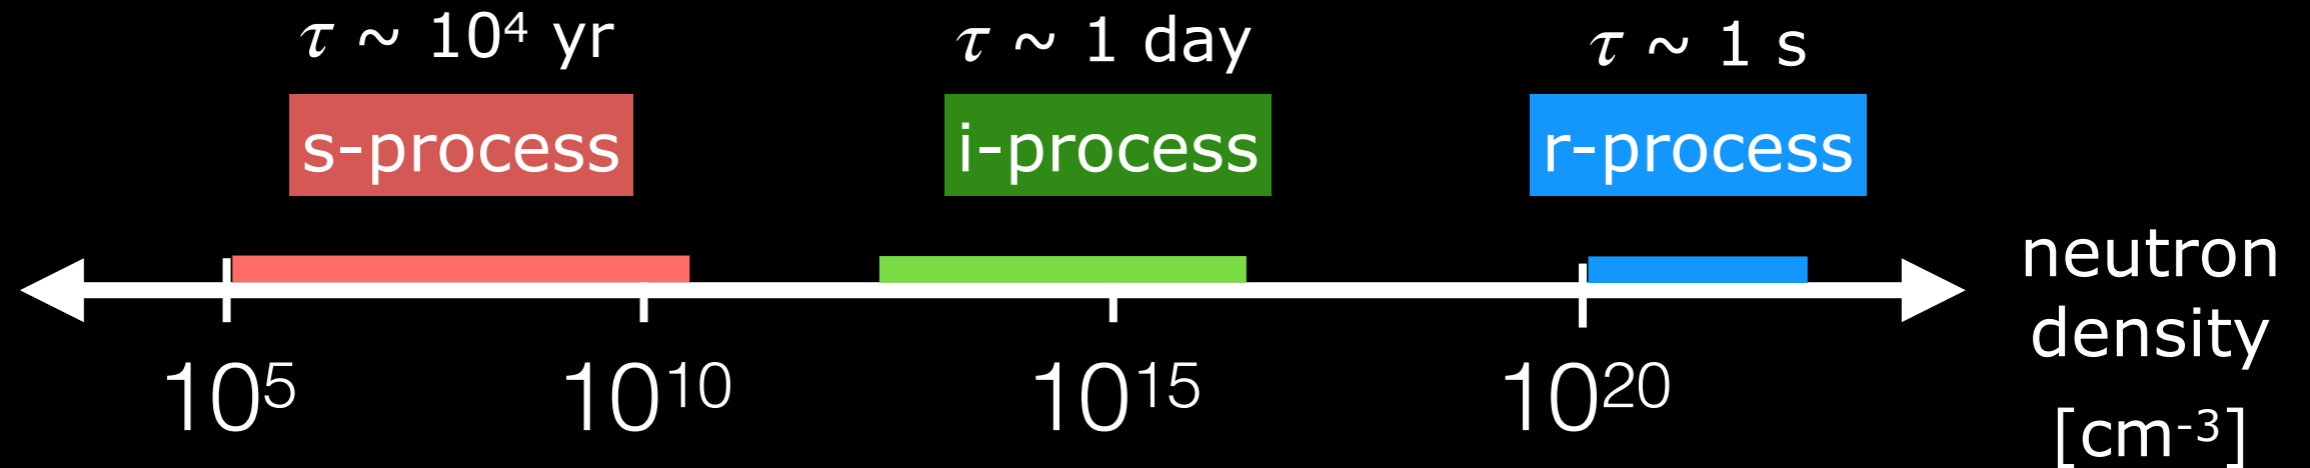 τ ~ 10⁴ yr
τ ~ 1 day
τ ~ 1 s
s-process
i-process
r-process
neutron
density
[cm⁻³]
10⁵
10¹⁰
10¹⁵
10²⁰